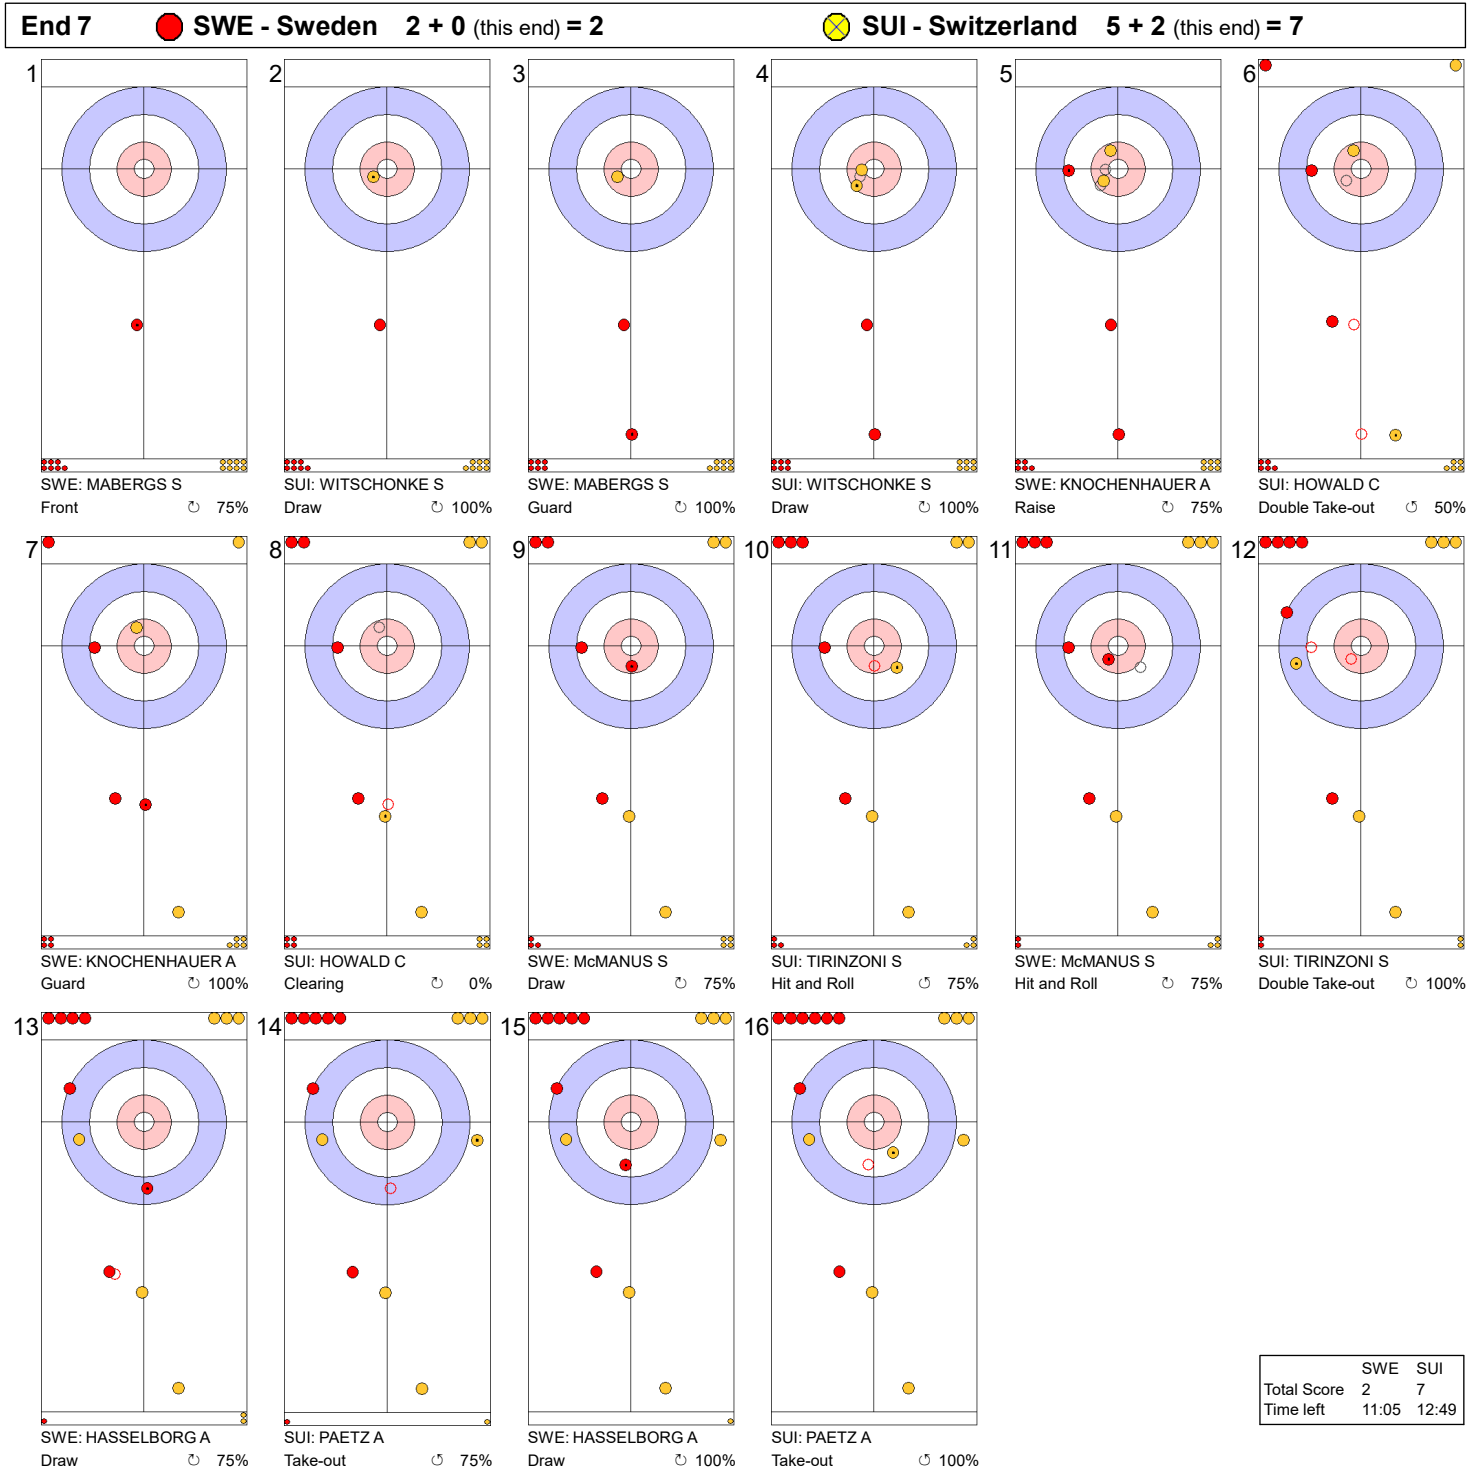 End 7 SWE - Sweden 2 + 0 (this end) = 2 SUI - Switzerland 5 + 2 (this end) = 7
1 2 3 4 5 6
SWE: MABERGS S SUI: WITSCHONKE S SWE: MABERGS S SUI: WITSCHONKE S SWE: KNOCHENHAUER A SUI: HOWALD C
Front ↻ 75% Draw ↻ 100% Guard ↻ 100% Draw ↻ 100% Raise ↻ 75% Double Take-out ↺ 50%
7 8 9 10 11 12
SWE: KNOCHENHAUER A SUI: HOWALD C SWE: McMANUS S SUI: TIRINZONI S SWE: McMANUS S SUI: TIRINZONI S
Guard ↻ 100% Clearing ↻ 0% Draw ↻ 75% Hit and Roll ↺ 75% Hit and Roll ↻ 75% Double Take-out ↺ 100%
13 14 15 16
SWE: HASSELBORG A SUI: PAETZ A SWE: HASSELBORG A SUI: PAETZ A
Draw ↻ 75% Take-out ↺ 75% Draw ↻ 100% Take-out ↺ 100%
SWE SUI
Total Score 2 7
Time left 11:05 12:49